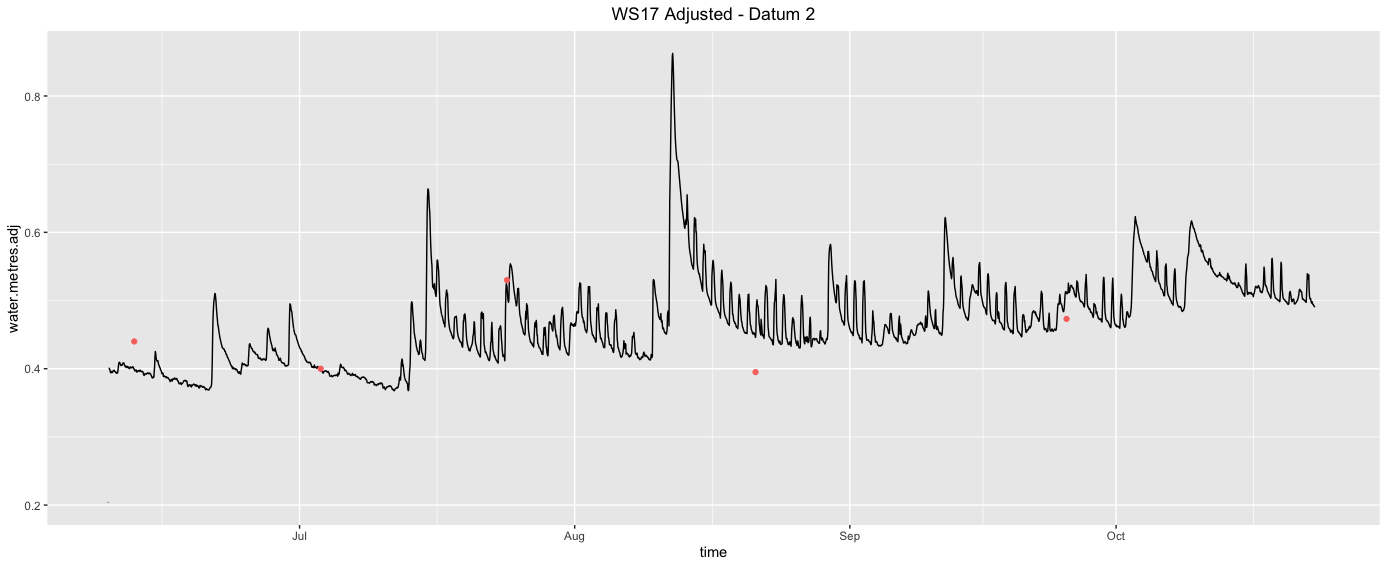 WS17 Adjusted - Datum 2
water.metres.adj
0.8
0.6
0.4
0.2
Jul
Aug
Sep
Oct
time